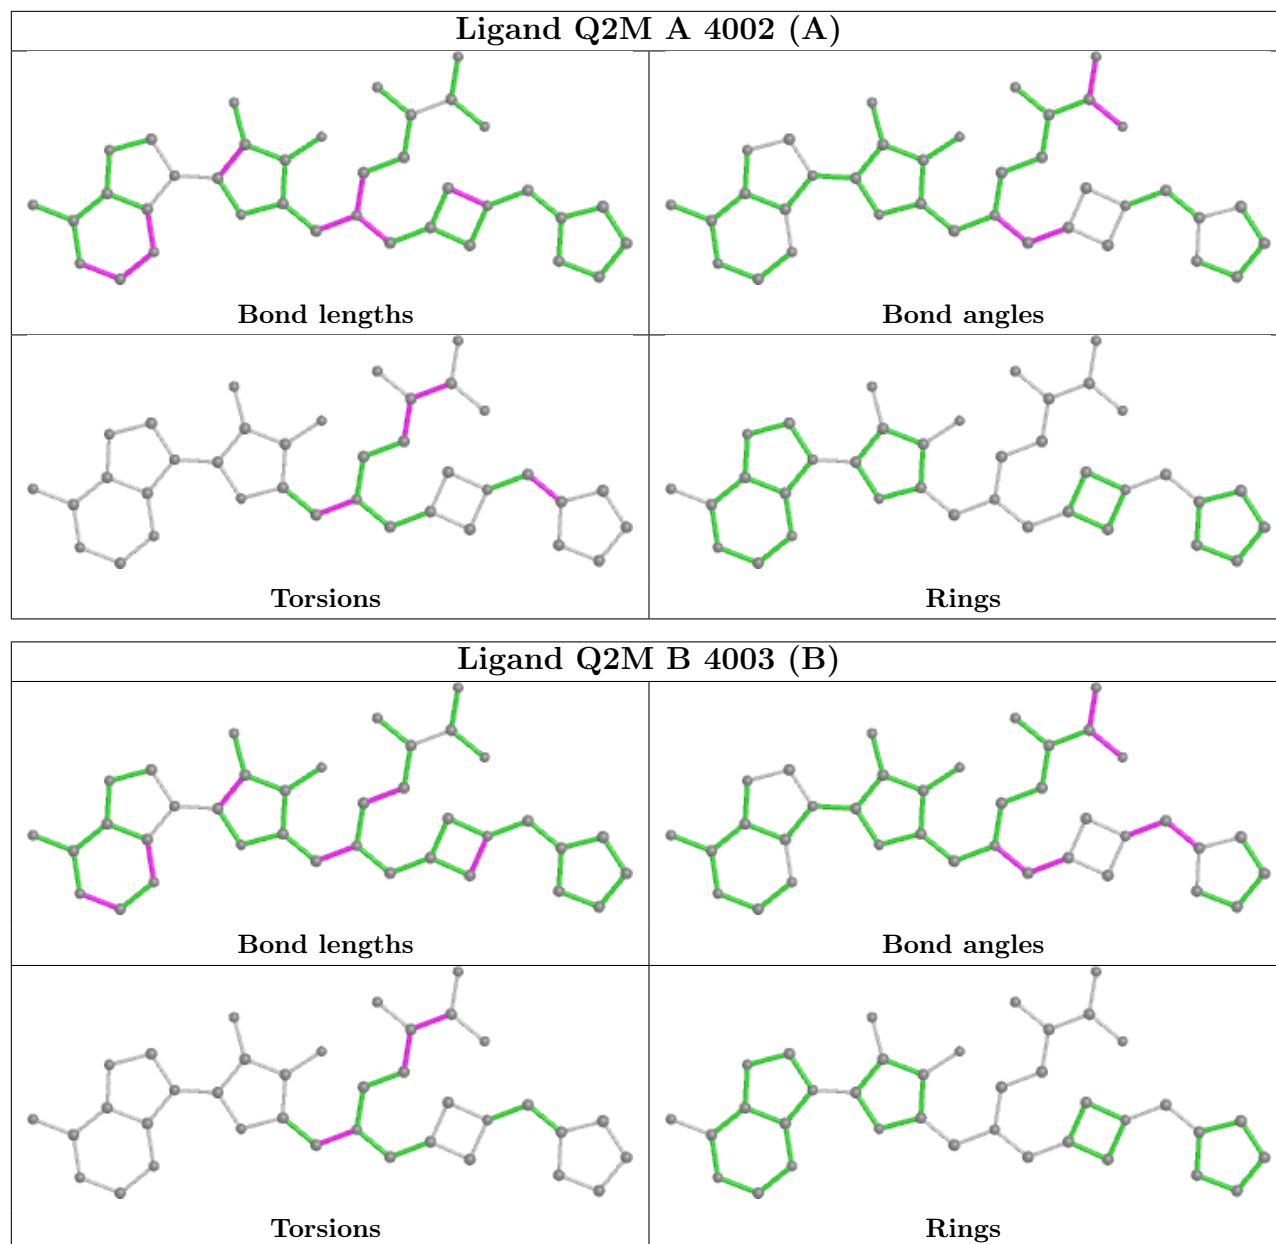 Ligand Q2M A 4002 (A)
Bond lengths
Bond angles
Torsions
Rings
Ligand Q2M B 4003 (B)
Bond lengths
Bond angles
Torsions
Rings